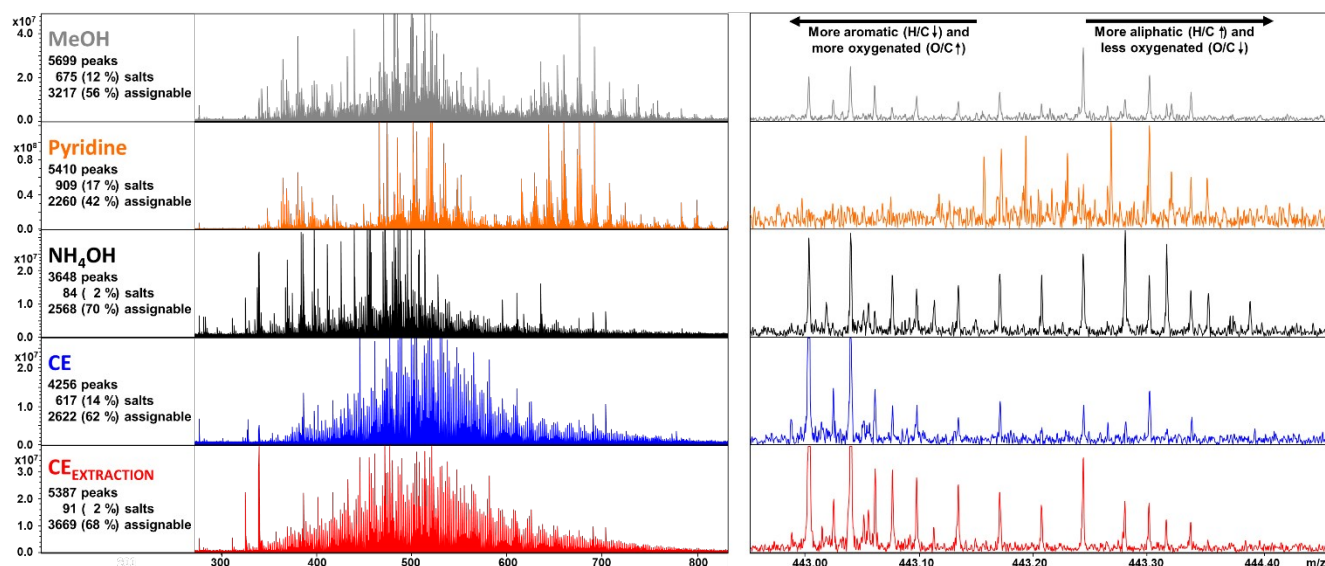 x10⁷
4.0
2.0
0.0
MeOH
5699 peaks
675 (12 %) salts
3217 (56 %) assignable
x10⁸
0.8
0.4
0.0
Pyridine
5410 peaks
909 (17 %) salts
2260 (42 %) assignable
x10⁷
2.0
1.0
0.0
NH₄OH
3648 peaks
84 ( 2 %) salts
2568 (70 %) assignable
x10⁷
2.0
1.0
0.0
CE
4256 peaks
617 (14 %) salts
2622 (62 %) assignable
x10⁷
3.0
2.0
1.0
0.0
CE EXTRACTION
5387 peaks
91 ( 2 %) salts
3669 (68 %) assignable
300 400 500 600 700 800
More aromatic (H/C ↓) and
more oxygenated (O/C ↑)
More aliphatic (H/C ↑) and
less oxygenated (O/C ↓)
443.00 443.10 443.20 443.30 444.40 m/z